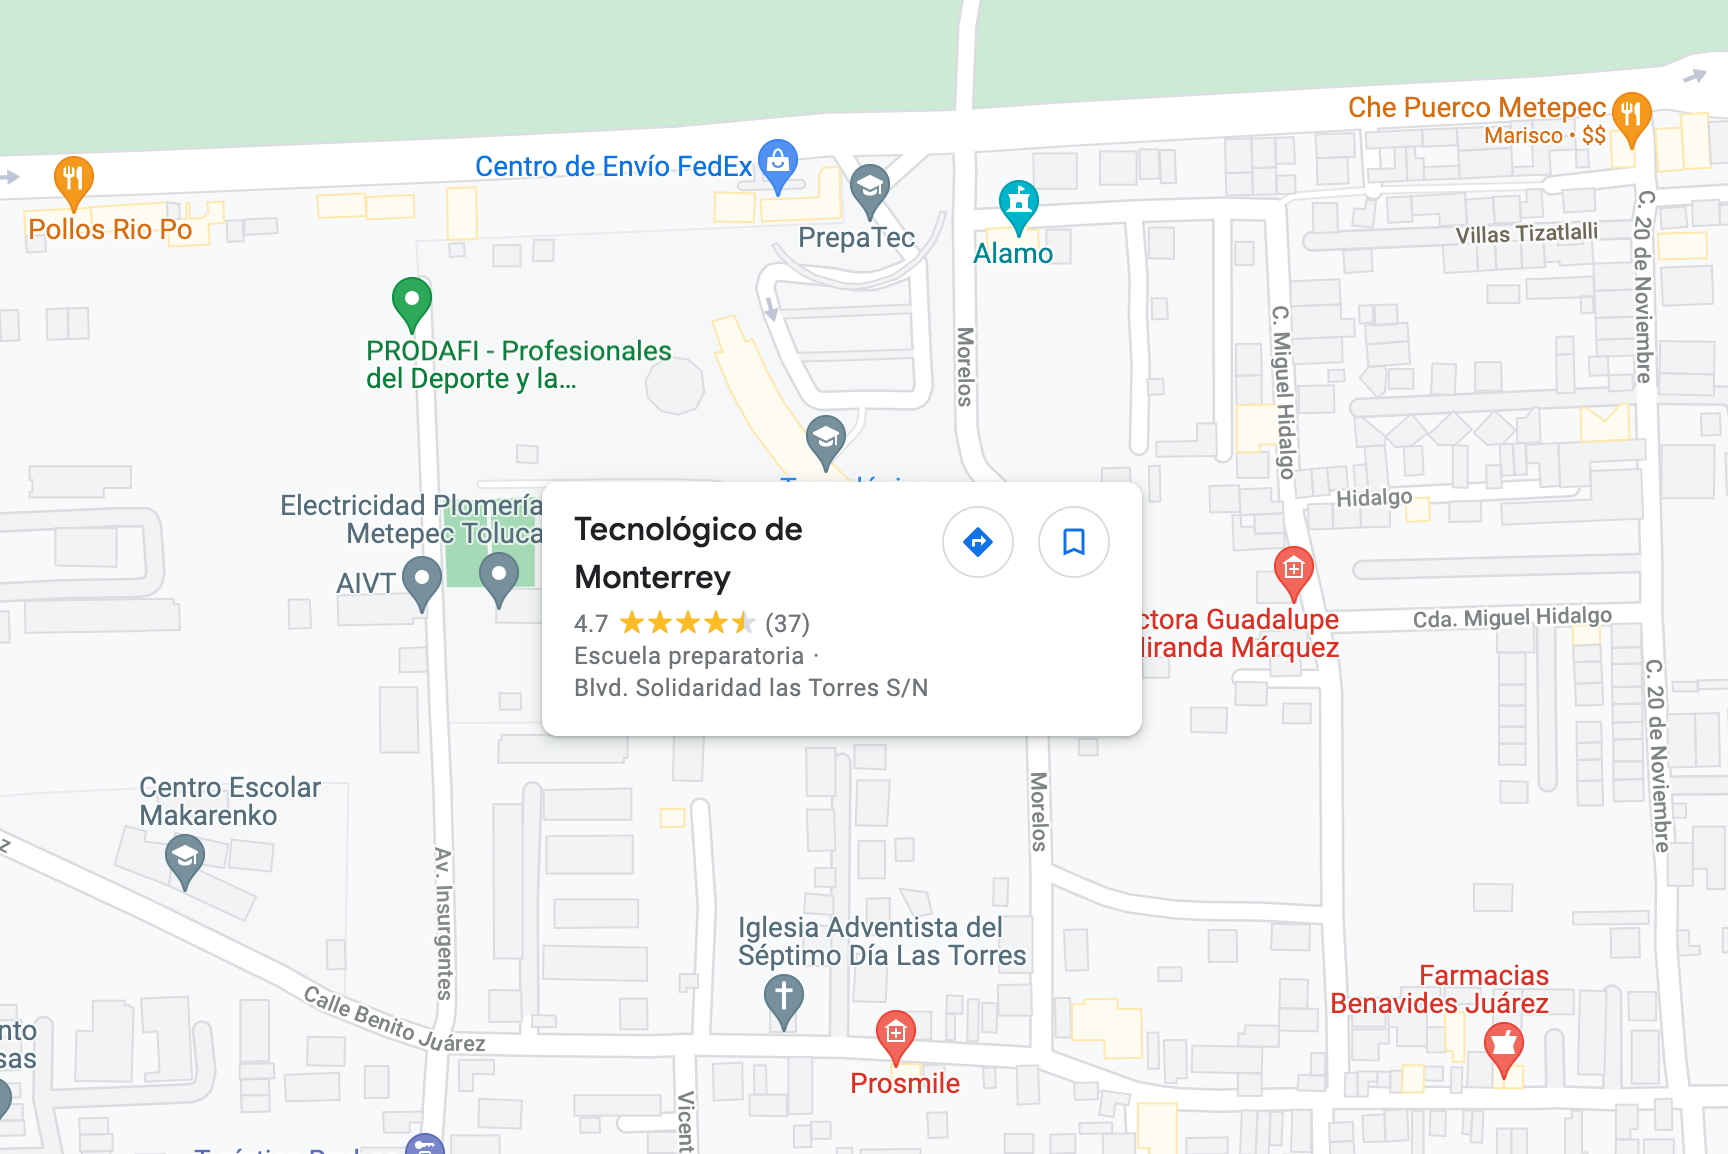 Che Puerco Metepec
Marisco • $$
Centro de Envío FedEx
Pollos Rio Po
PrepaTec
Alamo
Villas Tizatlalli
C. 20 de Noviembre
PRODAFI - Profesionales
del Deporte y la...
Morelos
C. Miguel Hidalgo
Electricidad Plomería
Metepec Toluca
AIVT
Hidalgo
Tecnológico de
Monterrey
4.7 (37)
Escuela preparatoria ·
Blvd. Solidaridad las Torres S/N
ctora Guadalupe
Miranda Márquez
Cda. Miguel Hidalgo
C. 20 de Noviembre
Centro Escolar
Makarenko
Morelos
Av. Insurgentes
Iglesia Adventista del
Séptimo Día Las Torres
Calle Benito Juárez
Farmacias
Benavides Juárez
nto
sas
Prosmile
Vicent